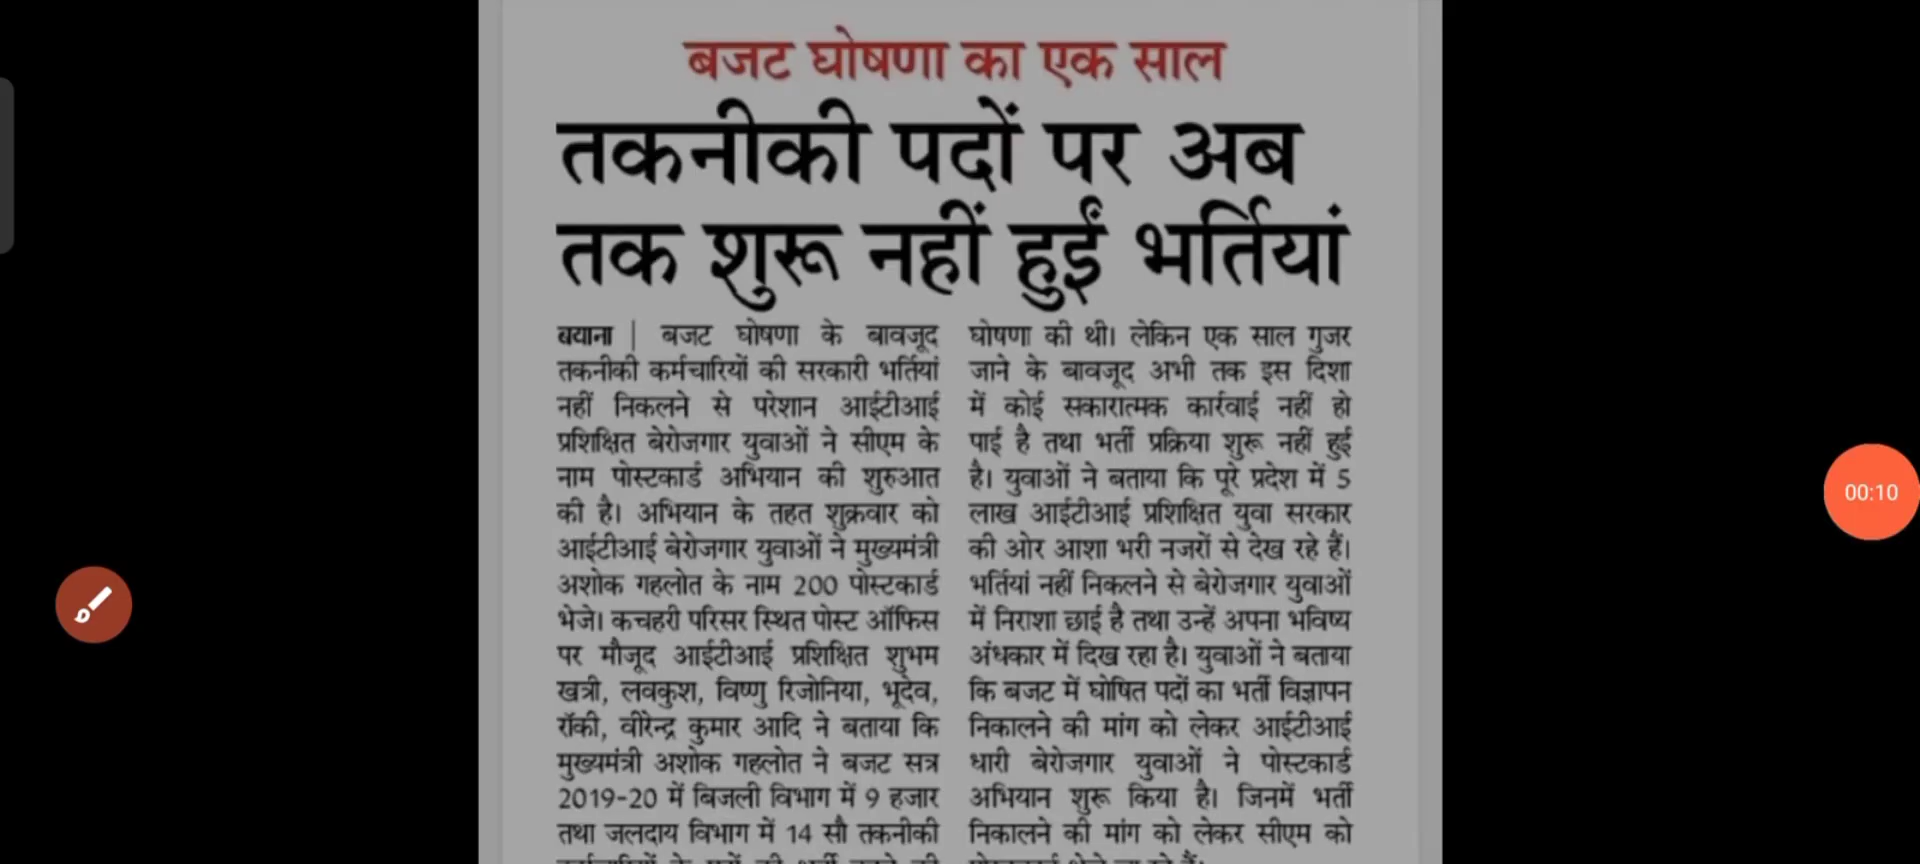 बजट घोषणा का एक साल
तकनीकी पदों पर अब
तक शुरू नहीं हुईं भर्तियां
बयाना | बजट घोषणा के बावजूद
तकनीकी कर्मचारियों की सरकारी भर्तियां
नहीं निकलने से परेशान आईटीआई
प्रशिक्षित बेरोजगार युवाओं ने सीएम के
नाम पोस्टकार्ड अभियान की शुरुआत
की है। अभियान के तहत शुक्रवार को
आईटीआई बेरोजगार युवाओं ने मुख्यमंत्री
अशोक गहलोत के नाम 200 पोस्टकार्ड
भेजे। कचहरी परिसर स्थित पोस्ट ऑफिस
पर मौजूद आईटीआई प्रशिक्षित शुभम
खत्री, लवकुश, विष्णु रिजोनिया, भूदेव,
रॉकी, वीरेन्द्र कुमार आदि ने बताया कि
मुख्यमंत्री अशोक गहलोत ने बजट सत्र
2019-20 में बिजली विभाग में 9 हजार
तथा जलदाय विभाग में 14 सौ तकनीकी
घोषणा की थी। लेकिन एक साल गुजर
जाने के बावजूद अभी तक इस दिशा
में कोई सकारात्मक कार्रवाई नहीं हो
पाई है तथा भर्ती प्रक्रिया शुरू नहीं हुई
है। युवाओं ने बताया कि पूरे प्रदेश में 5
लाख आईटीआई प्रशिक्षित युवा सरकार
की ओर आशा भरी नजरों से देख रहे हैं।
भर्तियां नहीं निकलने से बेरोजगार युवाओं
में निराशा छाई है तथा उन्हें अपना भविष्य
अंधकार में दिख रहा है। युवाओं ने बताया
कि बजट में घोषित पदों का भर्ती विज्ञापन
निकालने की मांग को लेकर आईटीआई
धारी बेरोजगार युवाओं ने पोस्टकार्ड
अभियान शुरू किया है। जिनमें भर्ती
निकालने की मांग को लेकर सीएम को
00:10